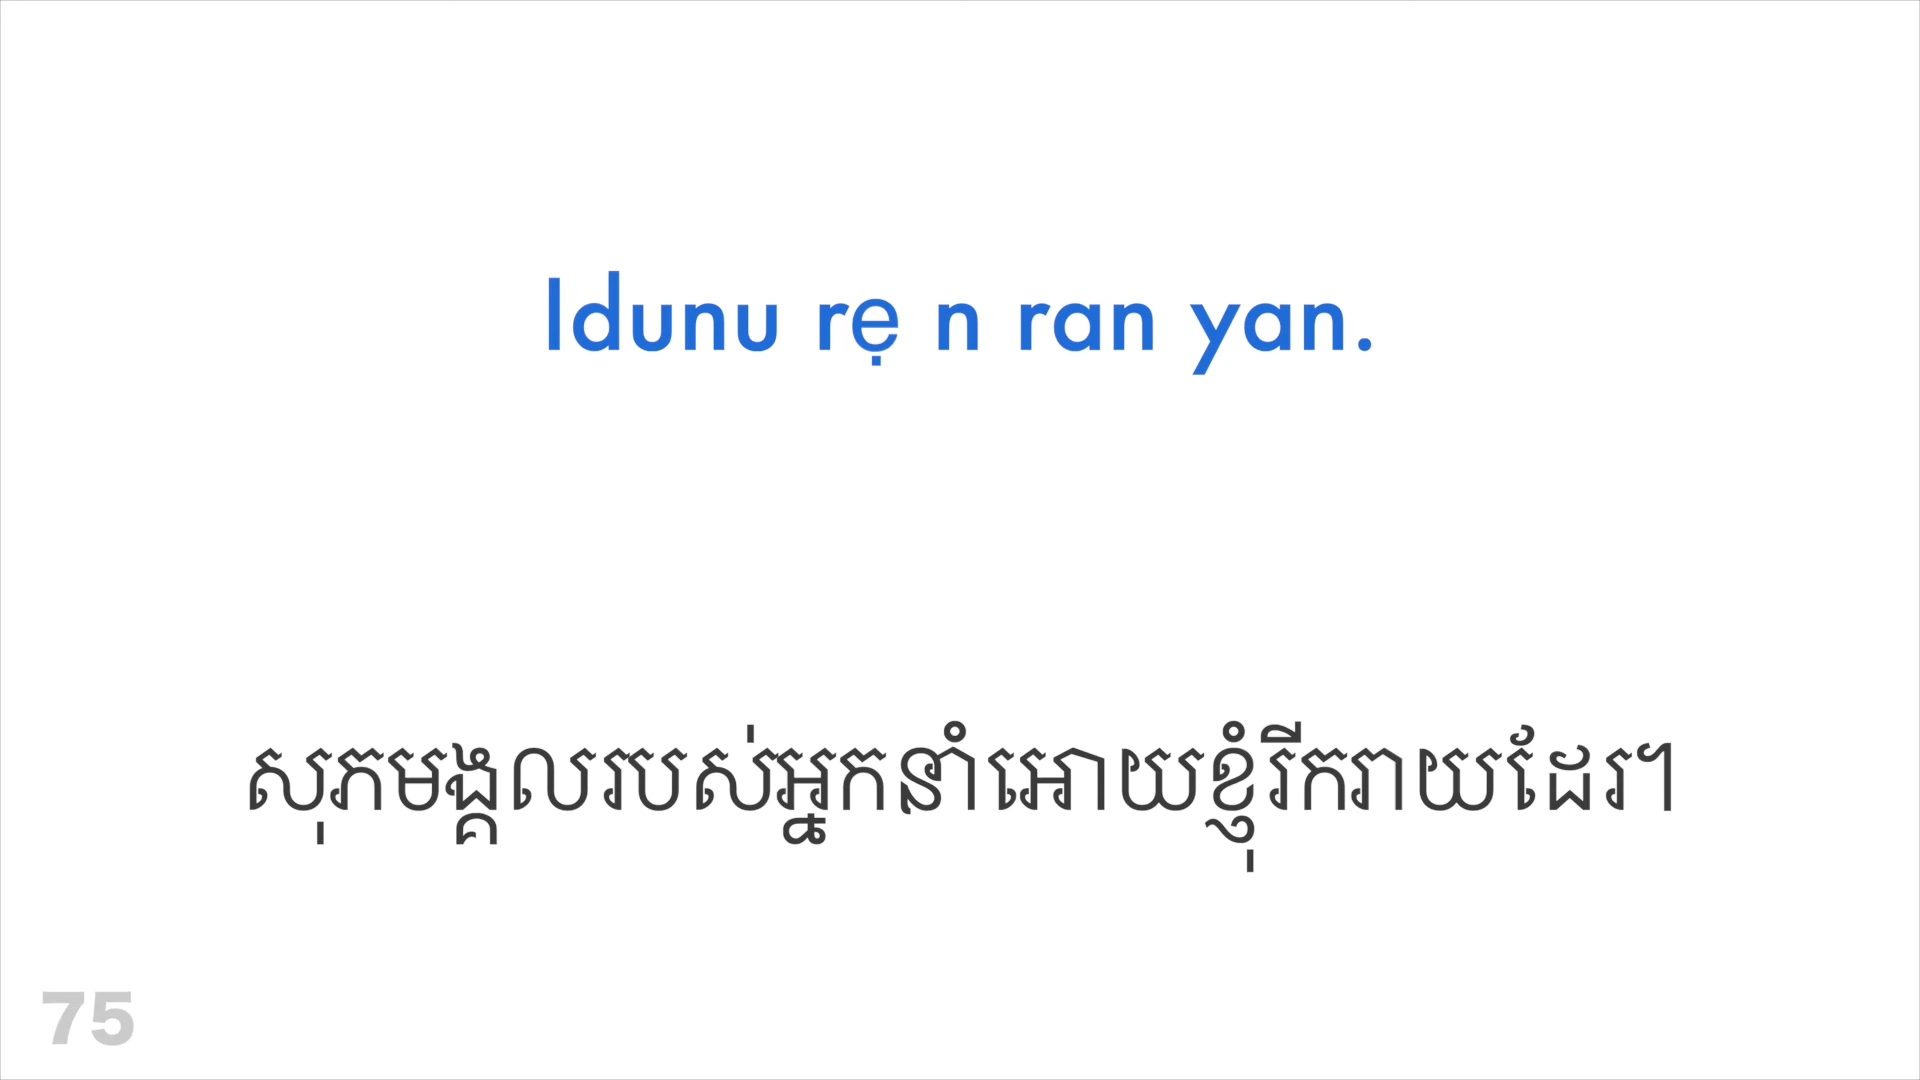 Idunu rẹ n ran yan.
សុភមង្គលរបស់អ្នកនាំអោយខ្ញុំរីករាយដែរ។
75